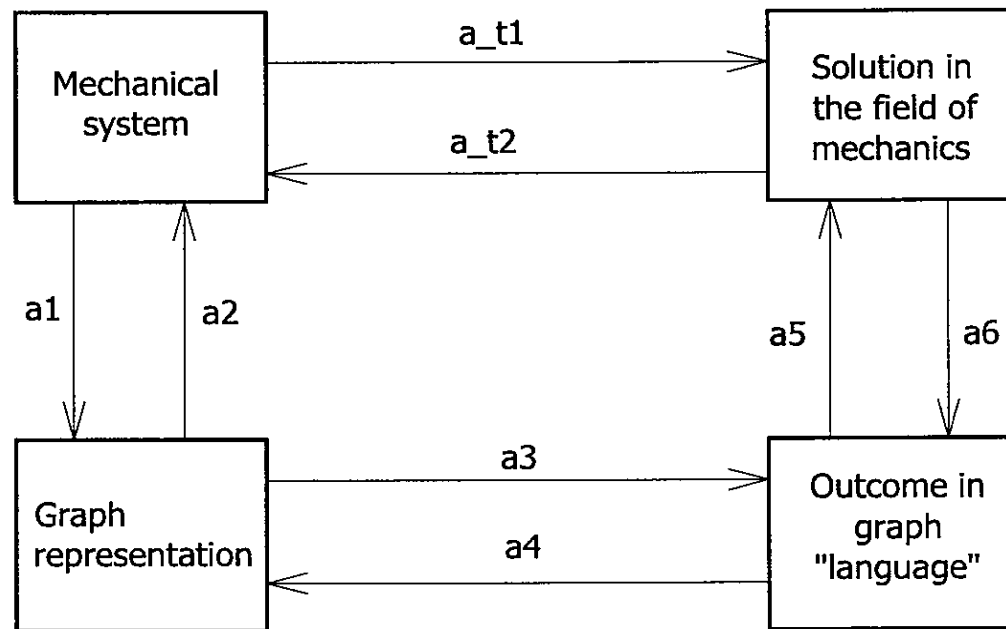 Mechanical
system
a_t1
a_t2
Solution in
the field of
mechanics
a1
a2
a5
a6
Graph
representation
a3
a4
Outcome in
graph
"language"